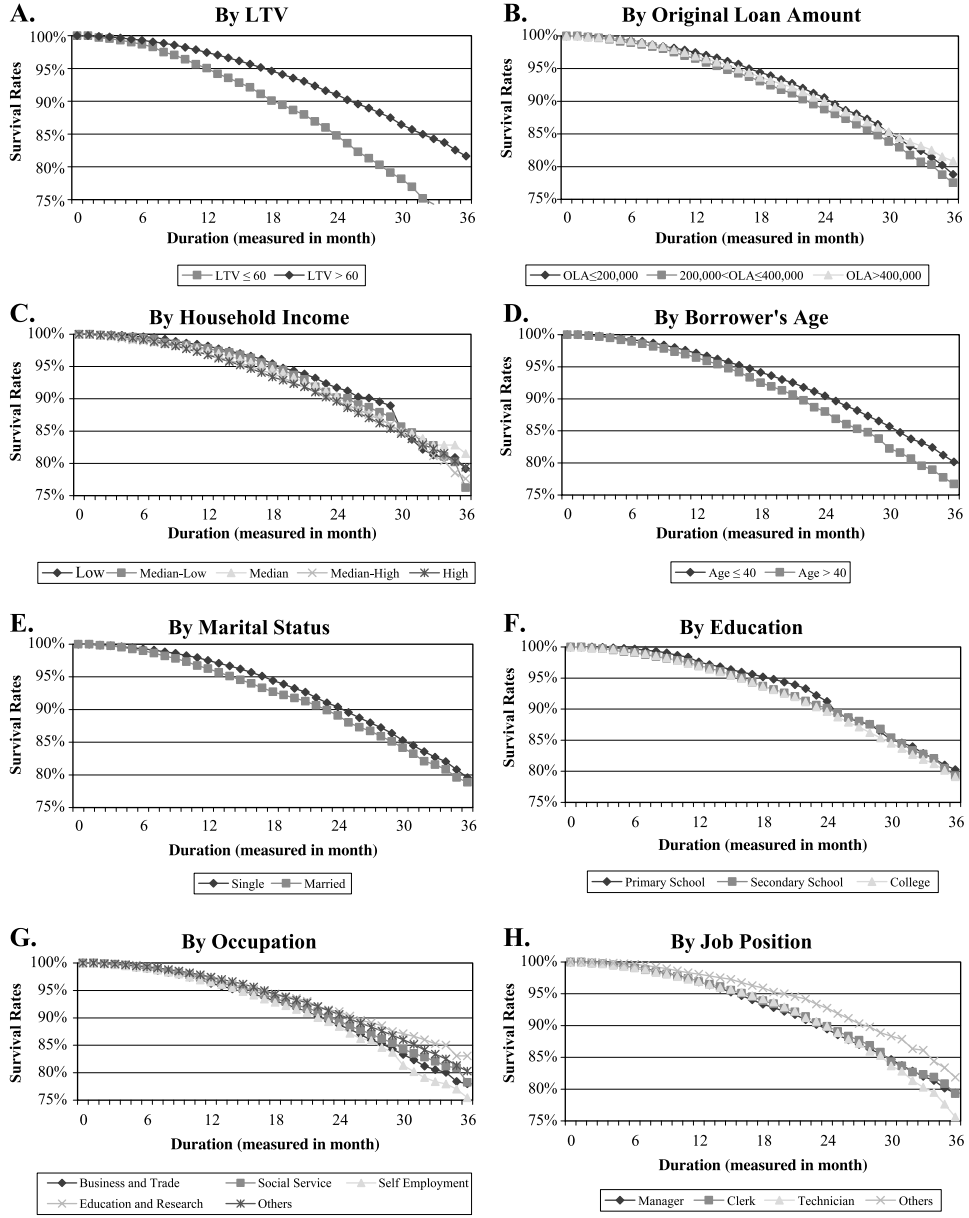 A.
By LTV
Survival Rates
100%
95%
90%
85%
80%
75%
0 6 12 18 24 30 36
Duration (measured in month)
LTV ≤ 60 LTV > 60
B.
By Original Loan Amount
Survival Rates
100%
95%
90%
85%
80%
75%
0 6 12 18 24 30 36
Duration (measured in month)
OLA≤200,000 200,000<OLA≤400,000 OLA>400,000
C.
By Household Income
Survival Rates
100%
95%
90%
85%
80%
75%
0 6 12 18 24 30 36
Duration (measured in month)
Low Median-Low Median Median-High High
D.
By Borrower's Age
Survival Rates
100%
95%
90%
85%
80%
75%
0 6 12 18 24 30 36
Duration (measured in month)
Age ≤ 40 Age > 40
E.
By Marital Status
Survival Rates
100%
95%
90%
85%
80%
75%
0 6 12 18 24 30 36
Duration (measured in month)
Single Married
F.
By Education
Survival Rates
100%
95%
90%
85%
80%
75%
0 6 12 18 24 30 36
Duration (measured in month)
Primary School Secondary School College
G.
By Occupation
Survival Rates
100%
95%
90%
85%
80%
75%
0 6 12 18 24 30 36
Duration (measured in month)
Business and Trade Social Service Self Employment
Education and Research Others
H.
By Job Position
Survival Rates
100%
95%
90%
85%
80%
75%
0 6 12 18 24 30 36
Duration (measured in month)
Manager Clerk Technician Others